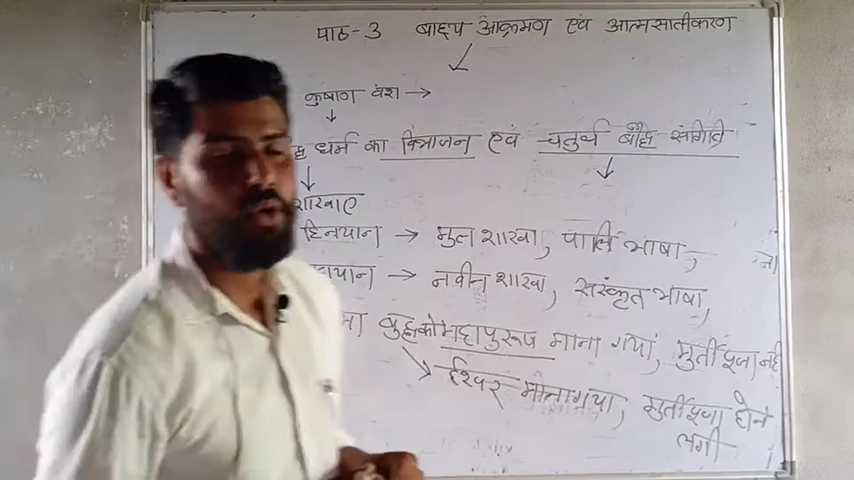 पाठ-3 बाह्य आक्रमण एवं आत्मसातीकरण
कुषाण वंश →
धर्म का विभाजन एवं चतुर्थ बौद्ध संगिति
शाखाए
हिनयान → मुल शाखा, पालि भाषा,
→ नवीन शाखा, संस्कृत भाषा,
बुद्ध को महापुरूष माना गया, मुर्तीपूजा नही
ईश्वर माना गया, मुर्तीपूजा होने
लगी